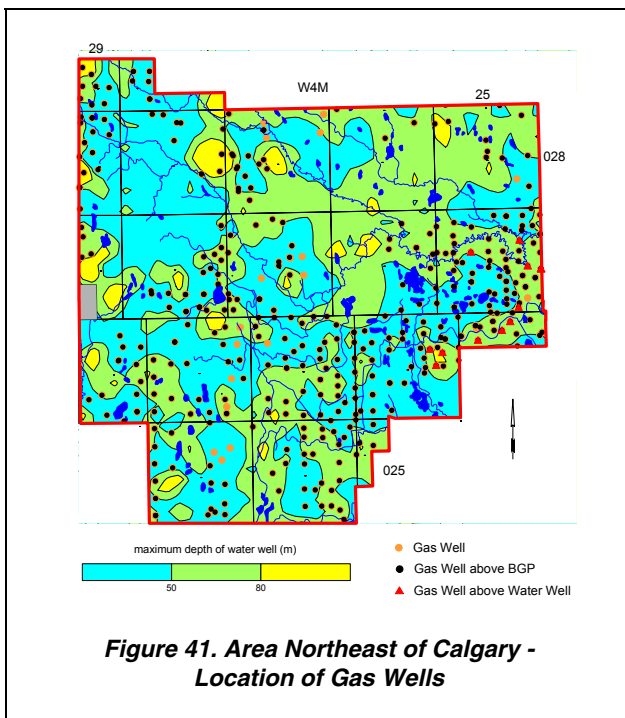 29
W4M
25
028
025
maximum depth of water well (m)
50 80
Gas Well
Gas Well above BGP
Gas Well above Water Well
Figure 41. Area Northeast of Calgary -
Location of Gas Wells